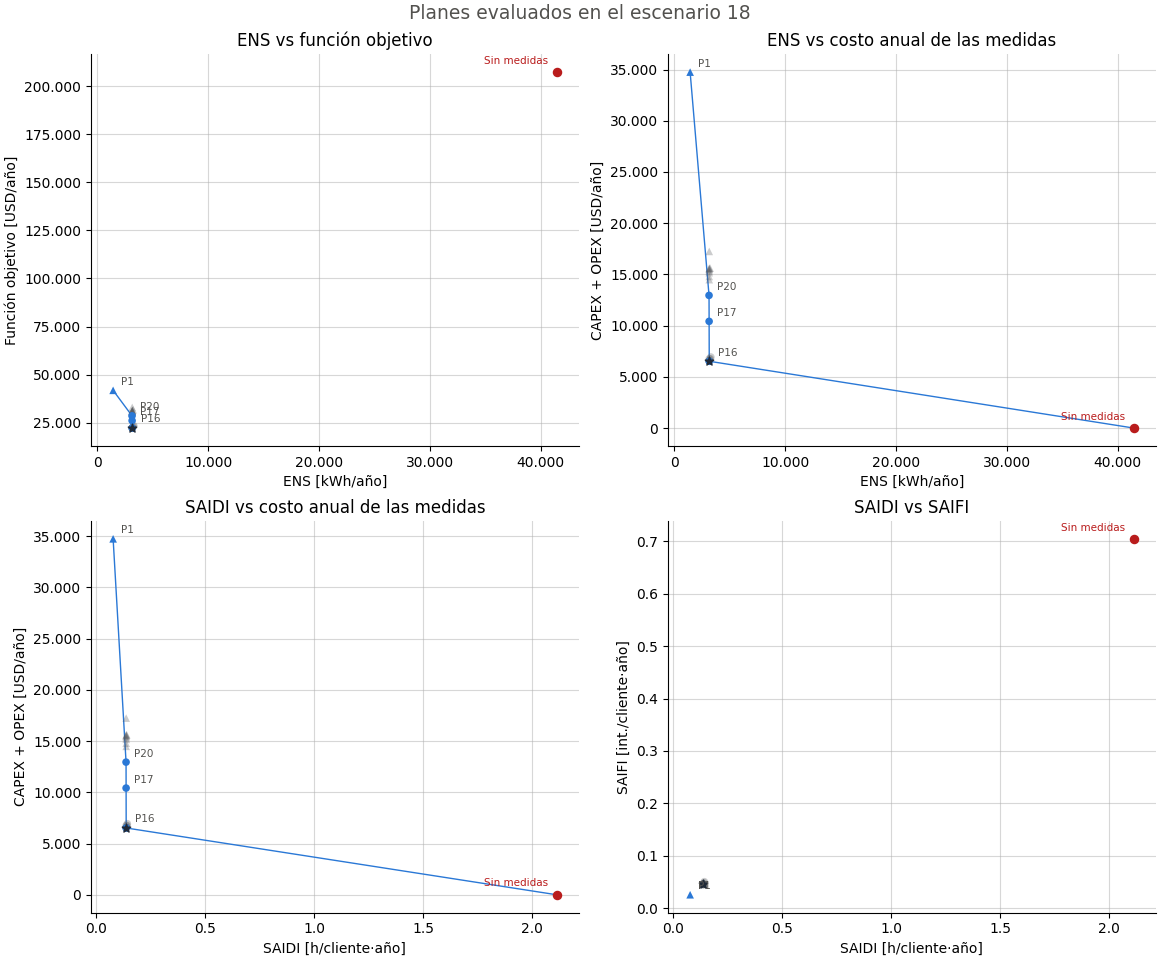 Planes evaluados en el escenario 18
ENS vs función objetivo
Sin medidas
200.000
175.000
150.000
125.000
100.000
75.000
50.000
25.000
Función objetivo [USD/año]
P1
P20
P17
P16
0
10.000
20.000
30.000
40.000
ENS [kWh/año]
ENS vs costo anual de las medidas
35.000
30.000
25.000
20.000
15.000
10.000
5.000
0
CAPEX + OPEX [USD/año]
P1
P20
P17
P16
Sin medidas
0
10.000
20.000
30.000
40.000
ENS [kWh/año]
SAIDI vs costo anual de las medidas
35.000
30.000
25.000
20.000
15.000
10.000
5.000
0
CAPEX + OPEX [USD/año]
P1
P20
P17
P16
Sin medidas
0.0
0.5
1.0
1.5
2.0
SAIDI [h/cliente·año]
SAIDI vs SAIFI
Sin medidas
0.7
0.6
0.5
0.4
0.3
0.2
0.1
0.0
SAIFI [int./cliente·año]
0.0
0.5
1.0
1.5
2.0
SAIDI [h/cliente·año]